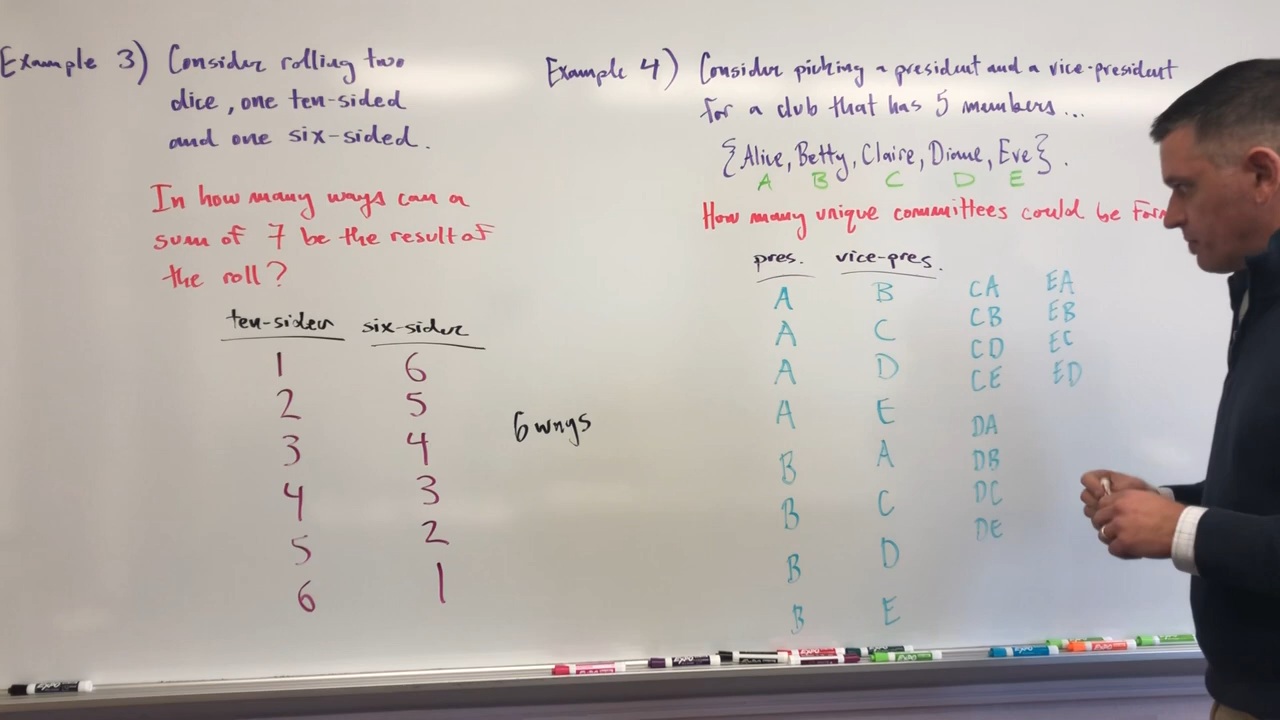 Example 3) Consider rolling two
dice, one ten-sided
and one six-sided.
In how many ways can a
sum of 7 be the result of
the roll?
ten-sider six-sider
1 6
2 5
3 4
4 3
5 2
6 1
6 ways
Example 4) Consider picking a president and a vice-president
for a club that has 5 members...
{Alice, Betty, Claire, Diane, Eve}.
A B C D E
How many unique committees could be
pres. vice-pres.
A B
A C
A D
A E
B A
B C
B D
B E
CA
CB
CD
CE
DA
DB
DC
DE
EA
EB
EC
ED